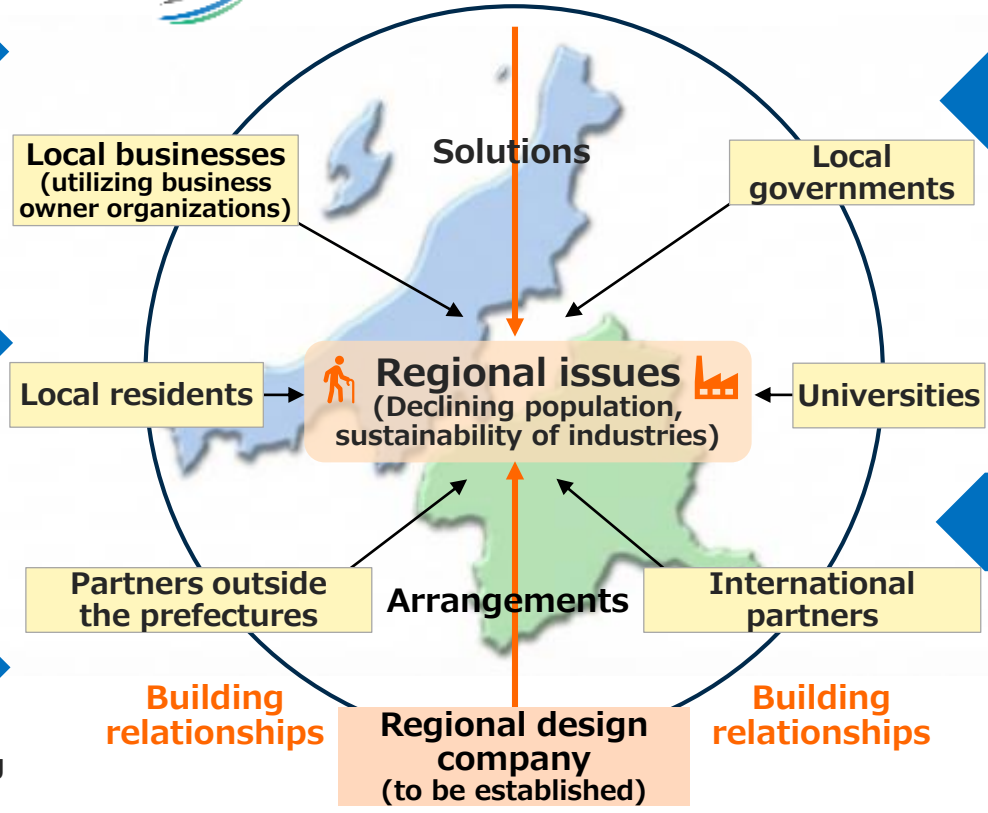 Solutions
Local businesses
(utilizing business
owner organizations)
Local
governments
Regional issues
(Declining population,
sustainability of industries)
Local residents
Universities
Partners outside
the prefectures
Arrangements
International
partners
Building
relationships
Building
relationships
Regional design
company
(to be established)